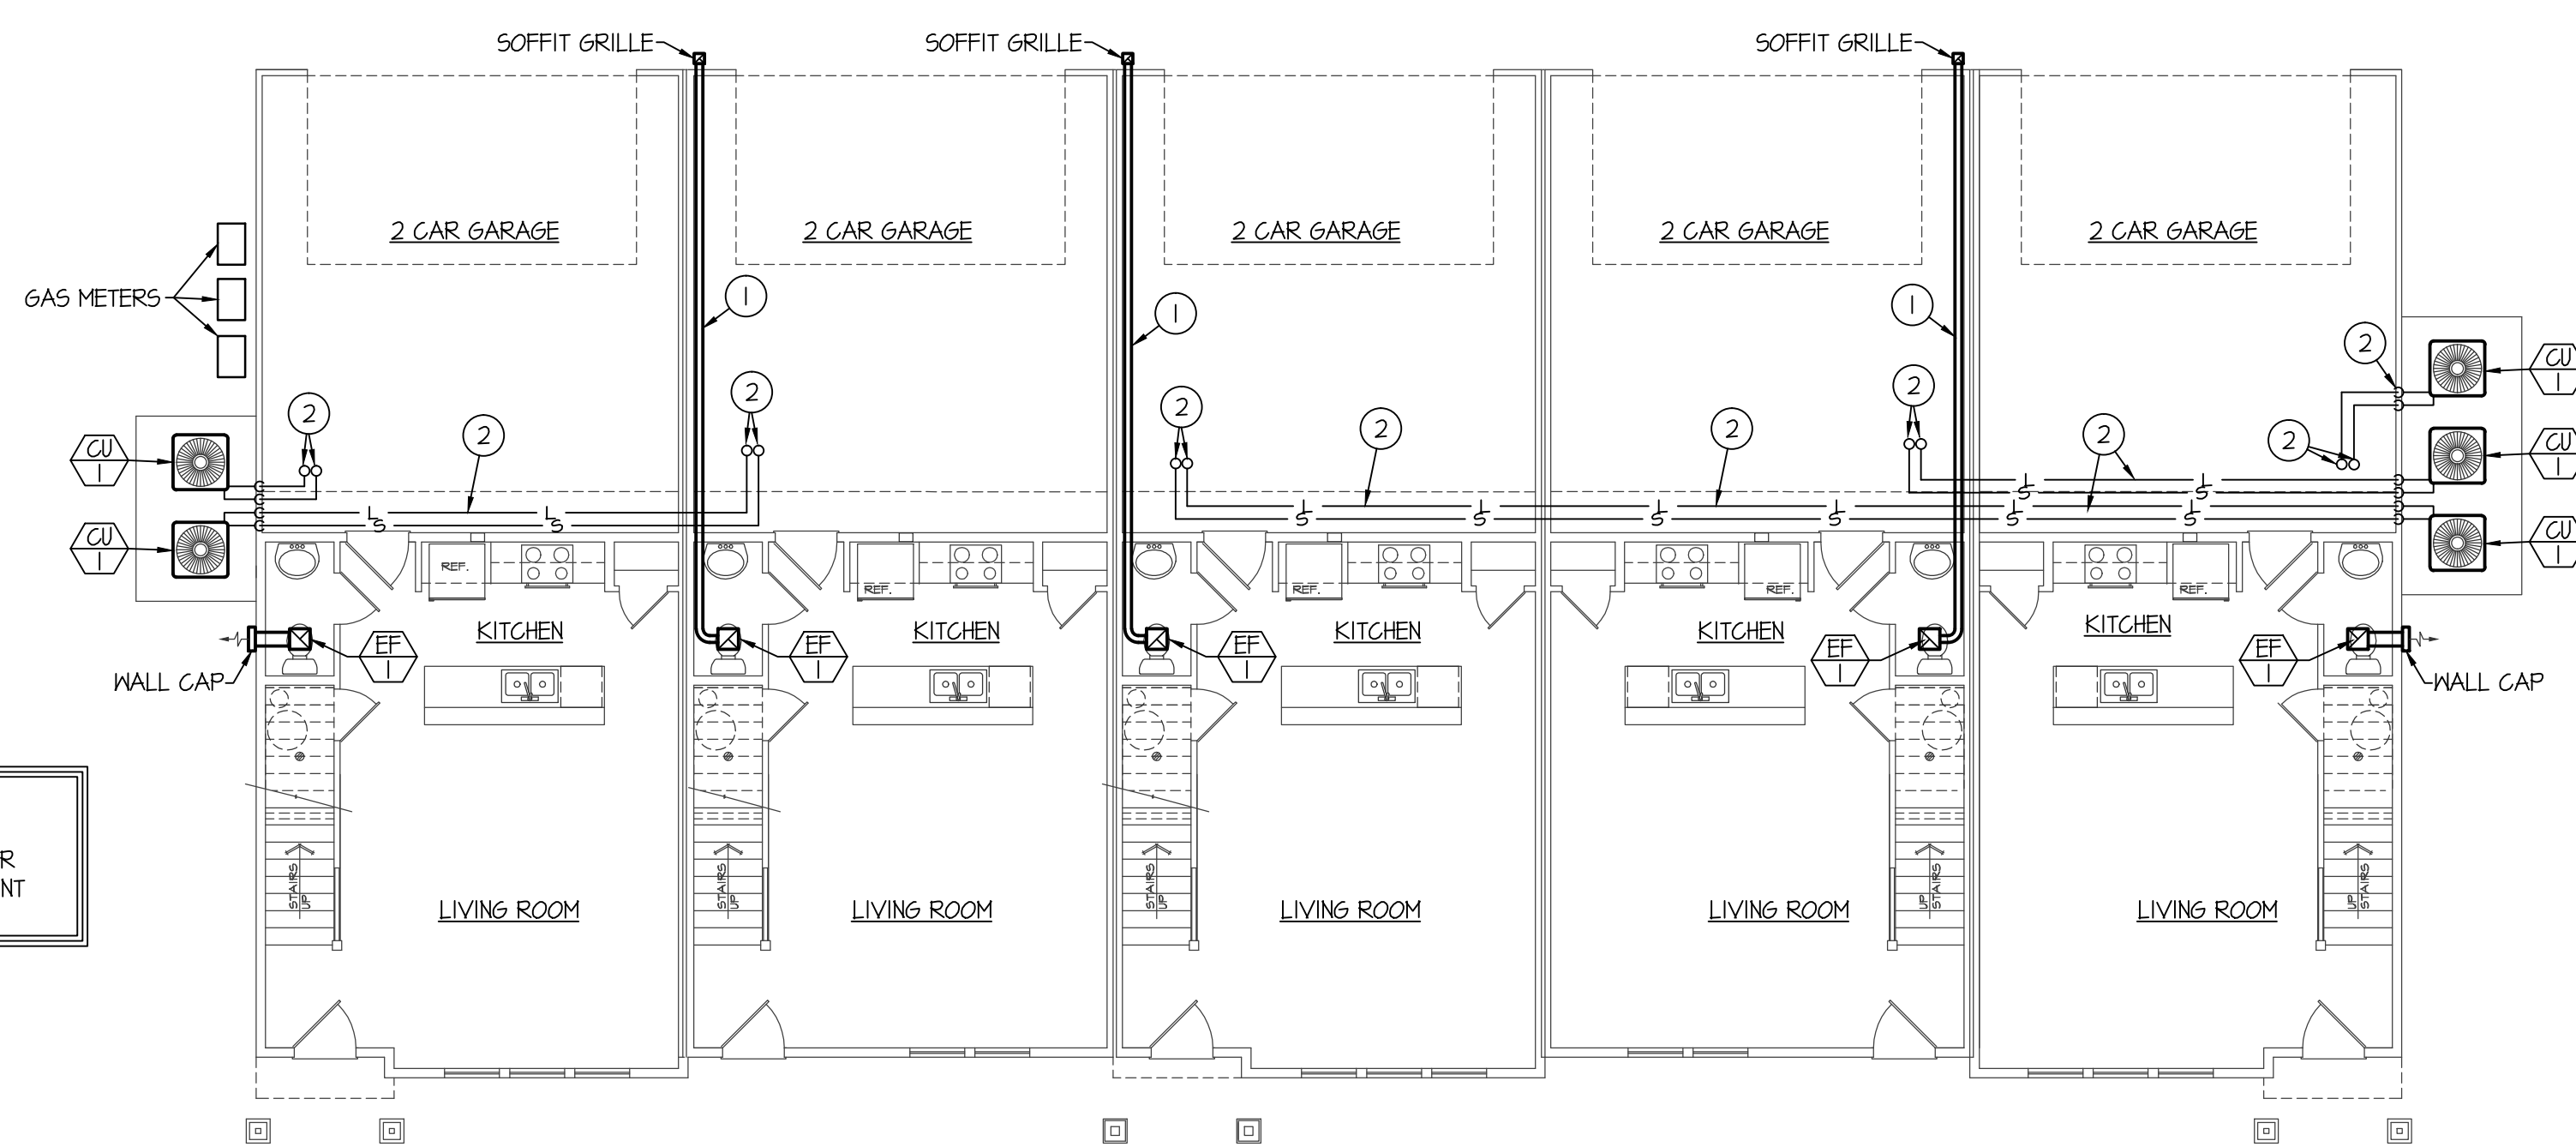 SOFFIT GRILLE
SOFFIT GRILLE
SOFFIT GRILLE
2 CAR GARAGE
2 CAR GARAGE
2 CAR GARAGE
2 CAR GARAGE
2 CAR GARAGE
GAS METERS
1
1
1
2
2
2
2
2
2
2
2
2
2
2
CU
1
CU
1
CU
1
CU
1
CU
1
L
S
L
S
L
S
L
S
L
S
L
S
L
S
L
S
L
S
L
S
REF.
REF.
REF.
REF.
REF.
KITCHEN
KITCHEN
KITCHEN
KITCHEN
KITCHEN
EF
1
EF
1
EF
1
EF
1
EF
1
WALL CAP
WALL CAP
R
NT
STAIRS
UP
STAIRS
UP
STAIRS
UP
UP
STAIRS
UP
STAIRS
LIVING ROOM
LIVING ROOM
LIVING ROOM
LIVING ROOM
LIVING ROOM